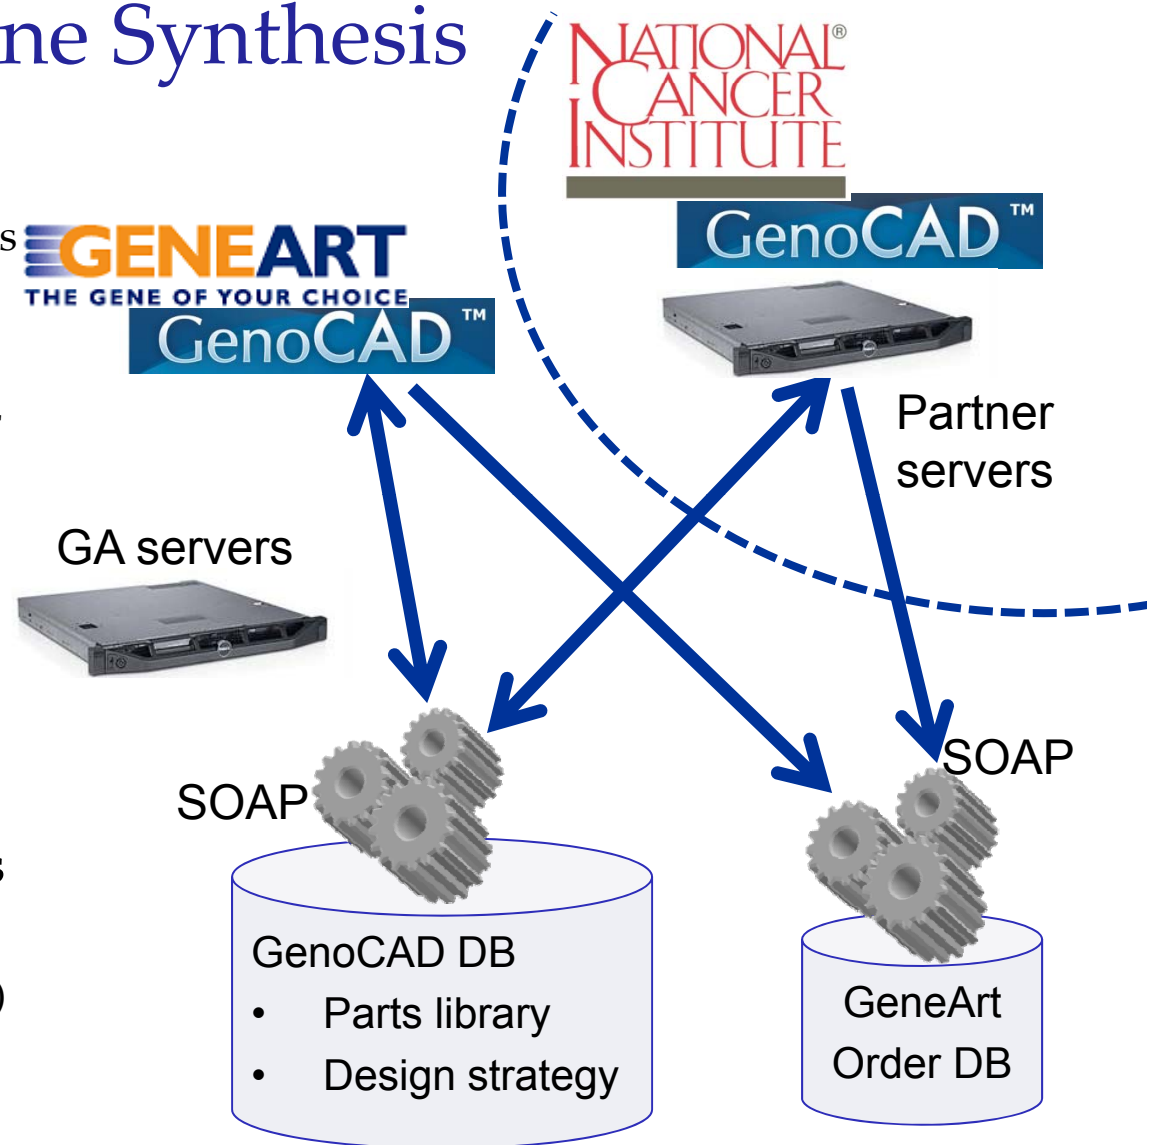 ne Synthesis
NATIONAL®
CANCER
INSTITUTE
s
GENEART
THE GENE OF YOUR CHOICE
GenoCAD™
GenoCAD™
Partner
servers
GA servers
SOAP
SOAP
s
GenoCAD DB
• Parts library
• Design strategy
)
GeneArt
Order DB